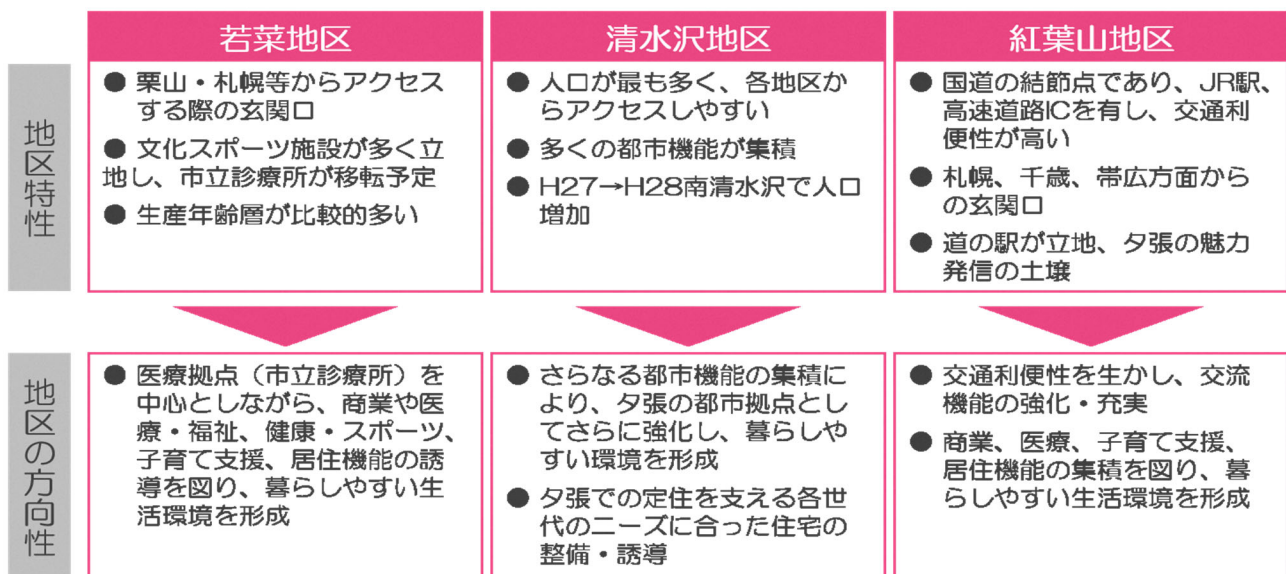 若菜地区
清水沢地区
紅葉山地区
地区特性
● 栗山・札幌等からアクセス
する際の玄関口
● 文化スポーツ施設が多く立
地し、市立診療所が移転予定
● 生産年齢層が比較的多い
● 人口が最も多く、各地区か
らアクセスしやすい
● 多くの都市機能が集積
● H27→H28南清水沢で人口
増加
● 国道の結節点であり、JR駅、
高速道路ICを有し、交通利
便性が高い
● 札幌、千歳、帯広方面から
の玄関口
● 道の駅が立地、夕張の魅力
発信の土壌
地区の方向性
● 医療拠点（市立診療所）を
中心としながら、商業や医
療・福祉、健康・スポーツ、
子育て支援、居住機能の誘
導を図り、暮らしやすい生
活環境を形成
● さらなる都市機能の集積に
より、夕張の都市拠点とし
てさらに強化し、暮らしや
すい環境を形成
● 夕張での定住を支える各世
代のニーズに合った住宅の
整備・誘導
● 交通利便性を生かし、交流
機能の強化・充実
● 商業、医療、子育て支援、
居住機能の集積を図り、暮
らしやすい生活環境を形成